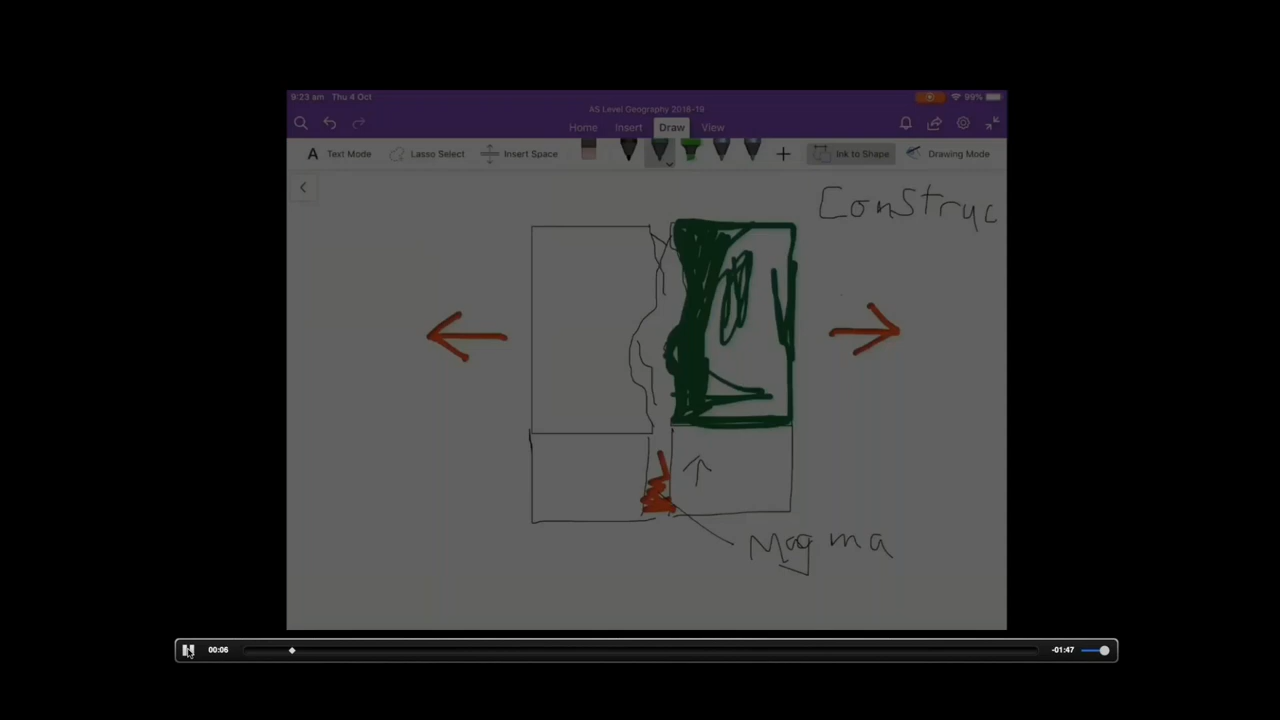 9:23 am Thu 4 Oct 99%
AS Level Geography 2018-19
Home Insert Draw View
A Text Mode Lasso Select Insert Space Ink to Shape Drawing Mode
Construc
Magma
00:06 -01:47